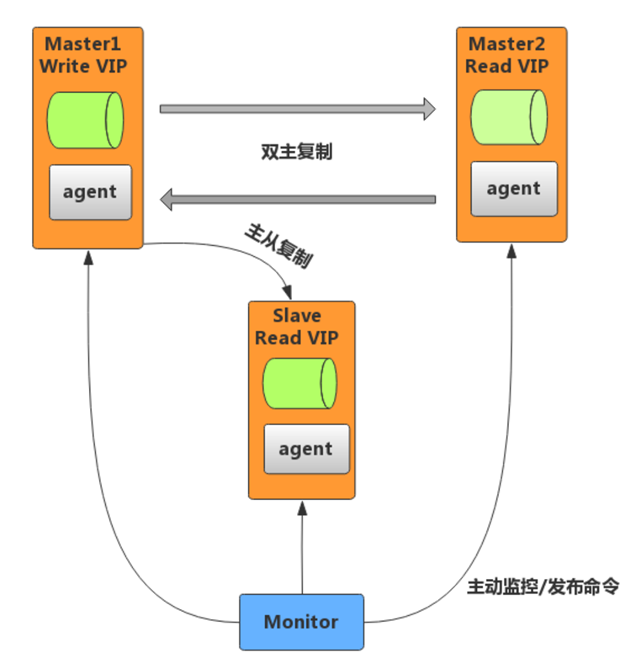 Master1
Write VIP
agent
Master2
Read VIP
agent
双主复制
主从复制
Slave
Read VIP
agent
主动监控/发布命令
Monitor